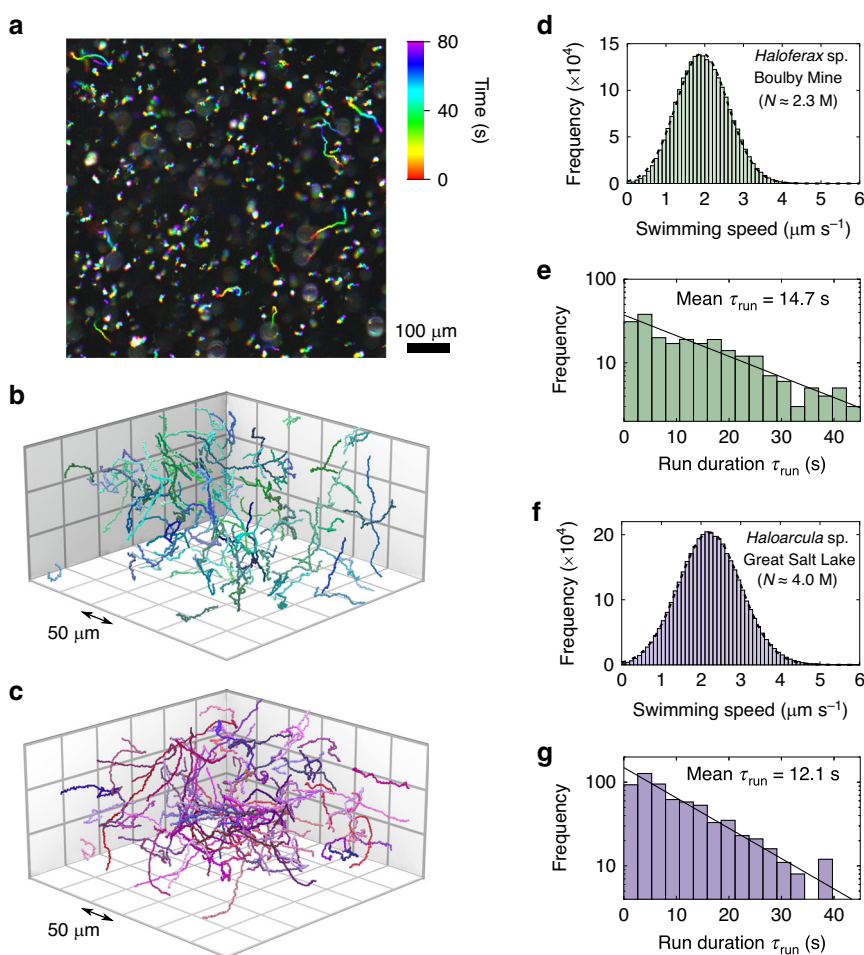 a
80
40
0
Time (s)
100 μm
b
50 μm
c
50 μm
d
15
10
5
0
Frequency (×10⁴)
Haloferax sp.
Boulby Mine
(N ≈ 2.3 M)
0 1 2 3 4 5 6
Swimming speed (μm s⁻¹)
e
100
10
Frequency
Mean τrun = 14.7 s
0 10 20 30 40
Run duration τrun (s)
f
20
10
0
Frequency (×10⁴)
Haloarcula sp.
Great Salt Lake
(N ≈ 4.0 M)
0 1 2 3 4 5 6
Swimming speed (μm s⁻¹)
g
100
10
Frequency
Mean τrun = 12.1 s
0 10 20 30 40
Run duration τrun (s)